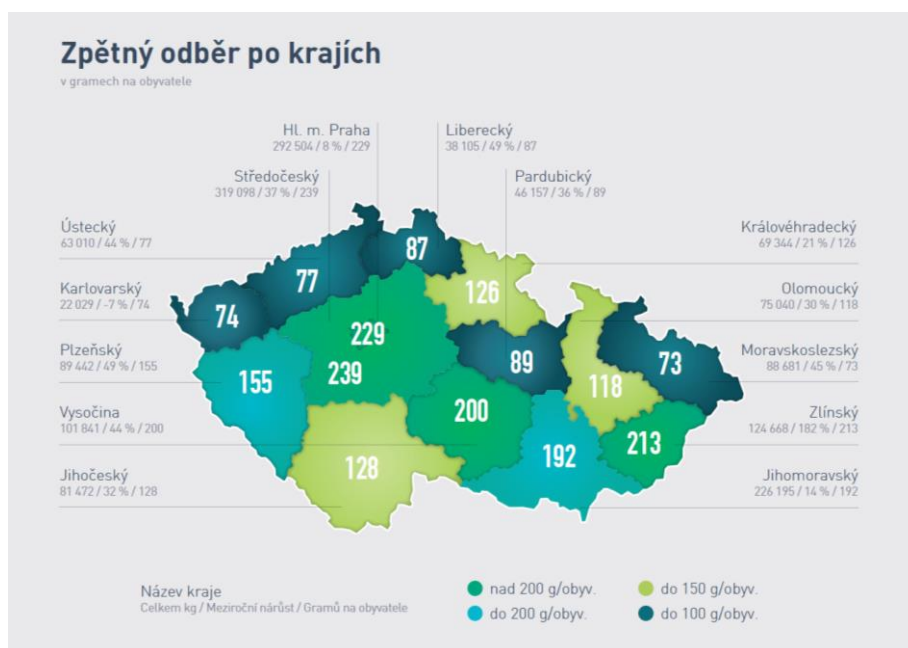 Zpětný odběr po krajích
v gramech na obyvatele
Hl. m. Praha
292 504 / 8 % / 229
Liberecký
38 105 / 49 % / 87
Středočeský
319 098 / 37 % / 239
Pardubický
46 157 / 36 % / 89
Ústecký
63 010 / 44 % / 77
Královéhradecký
69 344 / 21 % / 126
Karlovarský
22 029 / -7 % / 74
Olomoucký
75 040 / 30 % / 118
Plzeňský
89 442 / 49 % / 155
Moravskoslezský
88 681 / 45 % / 73
Vysočina
101 841 / 44 % / 200
Zlínský
124 668 / 182 % / 213
Jihočeský
81 472 / 32 % / 128
Jihomoravský
226 195 / 14 % / 192
87
77
126
74
229
89
73
239
155
118
200
213
192
128
Název kraje
Celkem kg / Meziroční nárůst / Gramů na obyvatele
nad 200 g/obyv.
do 150 g/obyv.
do 200 g/obyv.
do 100 g/obyv.